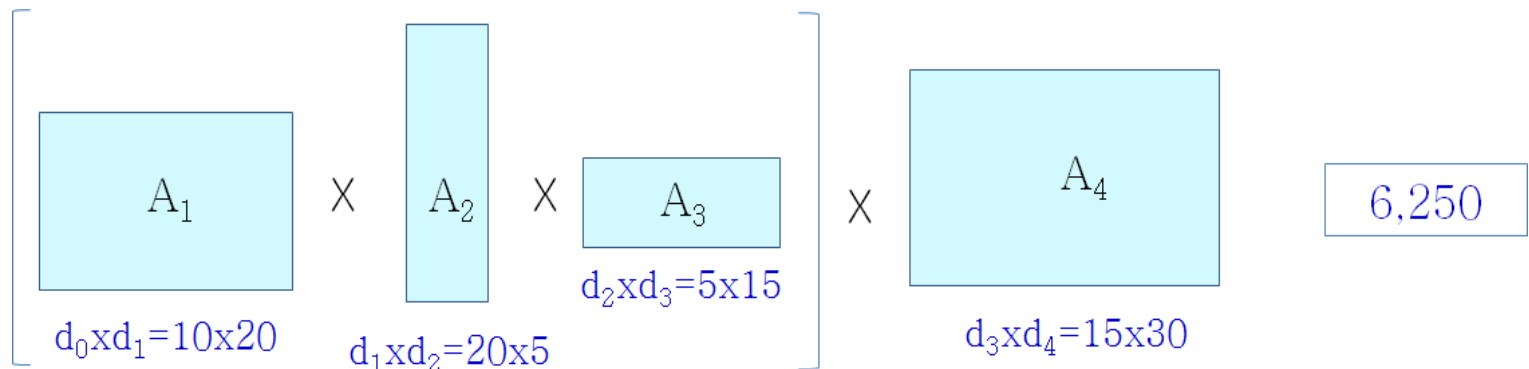 A₁ X A₂ X A₃ X A₄ 6,250
d₀xd₁=10x20 d₁xd₂=20x5 d₂xd₃=5x15 d₃xd₄=15x30